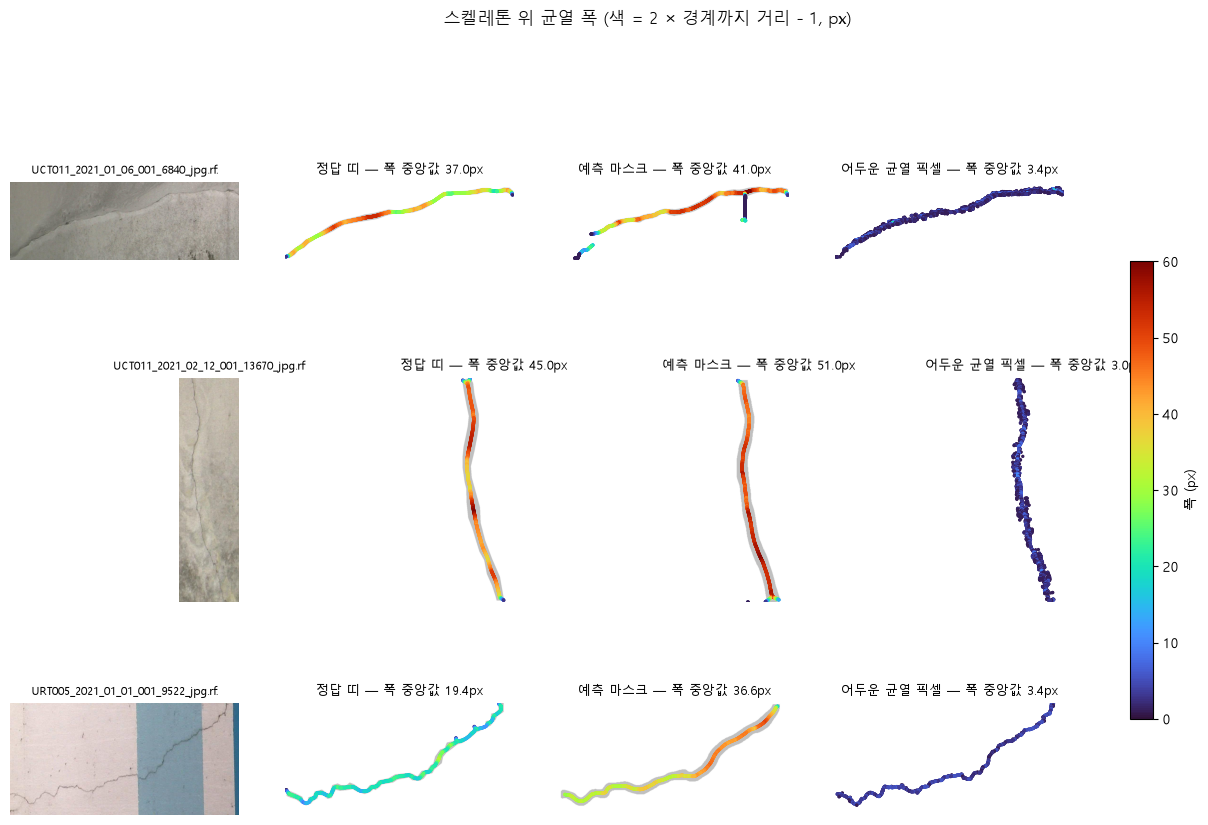 스켈레톤 위 균열 폭 (색 = 2 × 경계까지 거리 - 1, px)
UCT011_2021_01_06_001_6840_jpg.rf.
정답 띠 — 폭 중앙값 37.0px
예측 마스크 — 폭 중앙값 41.0px
어두운 균열 픽셀 — 폭 중앙값 3.4px
UCT011_2021_02_12_001_13670_jpg.rf
정답 띠 — 폭 중앙값 45.0px
예측 마스크 — 폭 중앙값 51.0px
어두운 균열 픽셀 — 폭 중앙값 3.0p
URT005_2021_01_01_001_9522_jpg.rf.
정답 띠 — 폭 중앙값 19.4px
예측 마스크 — 폭 중앙값 36.6px
어두운 균열 픽셀 — 폭 중앙값 3.4px
60
50
40
30
20
10
0
폭 (px)